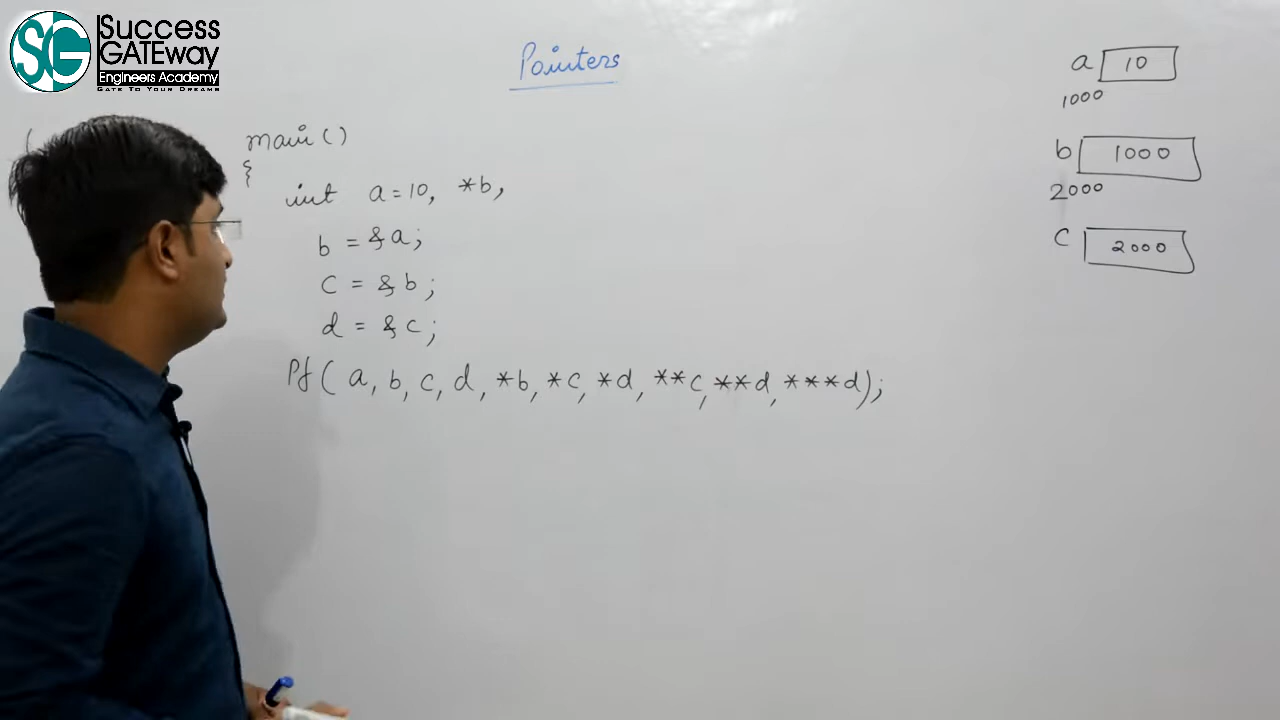 Success
GATEway
Engineers Academy
GATE TO YOUR DREAMS
SG
Pointers
main ()
{
int a=10, *b,
b = &a;
c = &b;
d = &c;
Pf( a, b, c, d, *b, *c, *d, **c, **d, ***d);
a 10
1000
b 1000
2000
c 2000